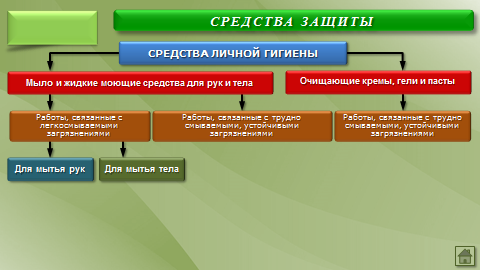 СРЕДСТВА ЗАЩИТЫ
СРЕДСТВА ЛИЧНОЙ ГИГИЕНЫ
Мыло и жидкие моющие средства для рук и тела
Очищающие кремы, гели и пасты
Работы, связанные с
легкосмываемыми
загрязнениями
Работы, связанные с трудно
смываемыми, устойчивыми
загрязнениями
Работы, связанные с трудно
смываемыми, устойчивыми
загрязнениями
Для мытья рук
Для мытья тела